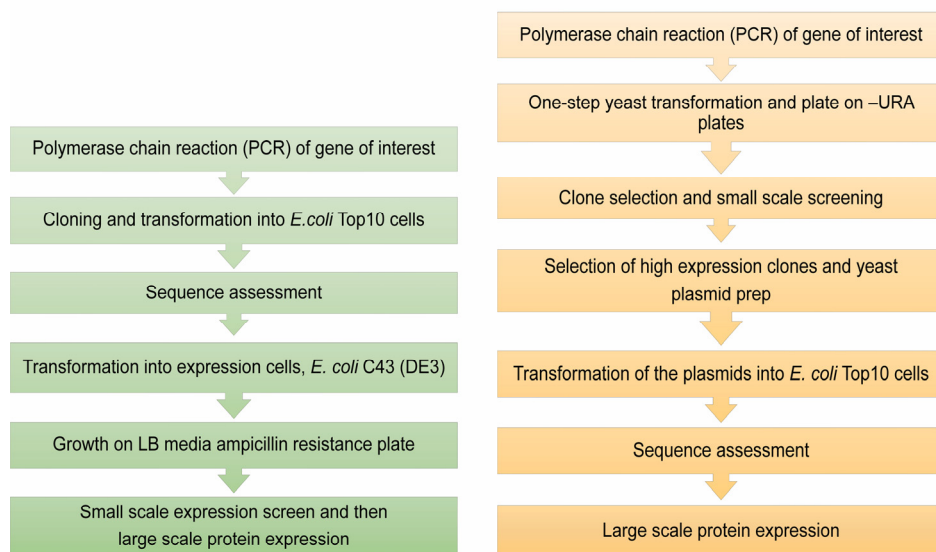 Polymerase chain reaction (PCR) of gene of interest
Cloning and transformation into E.coli Top10 cells
Sequence assessment
Transformation into expression cells, E. coli C43 (DE3)
Growth on LB media ampicillin resistance plate
Small scale expression screen and then
large scale protein expression
Polymerase chain reaction (PCR) of gene of interest
One-step yeast transformation and plate on –URA
plates
Clone selection and small scale screening
Selection of high expression clones and yeast
plasmid prep
Transformation of the plasmids into E. coli Top10 cells
Sequence assessment
Large scale protein expression